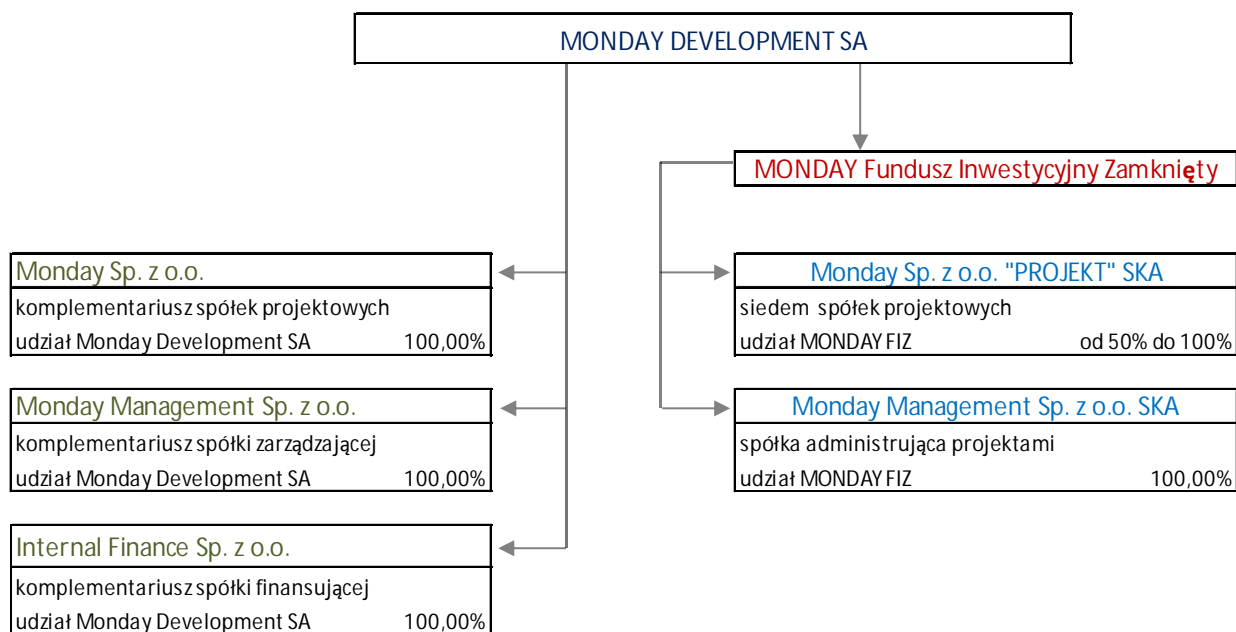 MONDAY DEVELOPMENT SA
MONDAY Fundusz Inwestycyjny Zamknięty
Monday Sp. z o.o.
komplementariusz spółek projektowych
udział Monday Development SA 100,00%
Monday Management Sp. z o.o.
komplementariusz spółki zarządzającej
udział Monday Development SA 100,00%
Internal Finance Sp. z o.o.
komplementariusz spółki finansującej
udział Monday Development SA 100,00%
Monday Sp. z o.o. "PROJEKT" SKA
siedem spółek projektowych
udział MONDAY FIZ od 50% do 100%
Monday Management Sp. z o.o. SKA
spółka administrująca projektami
udział MONDAY FIZ 100,00%